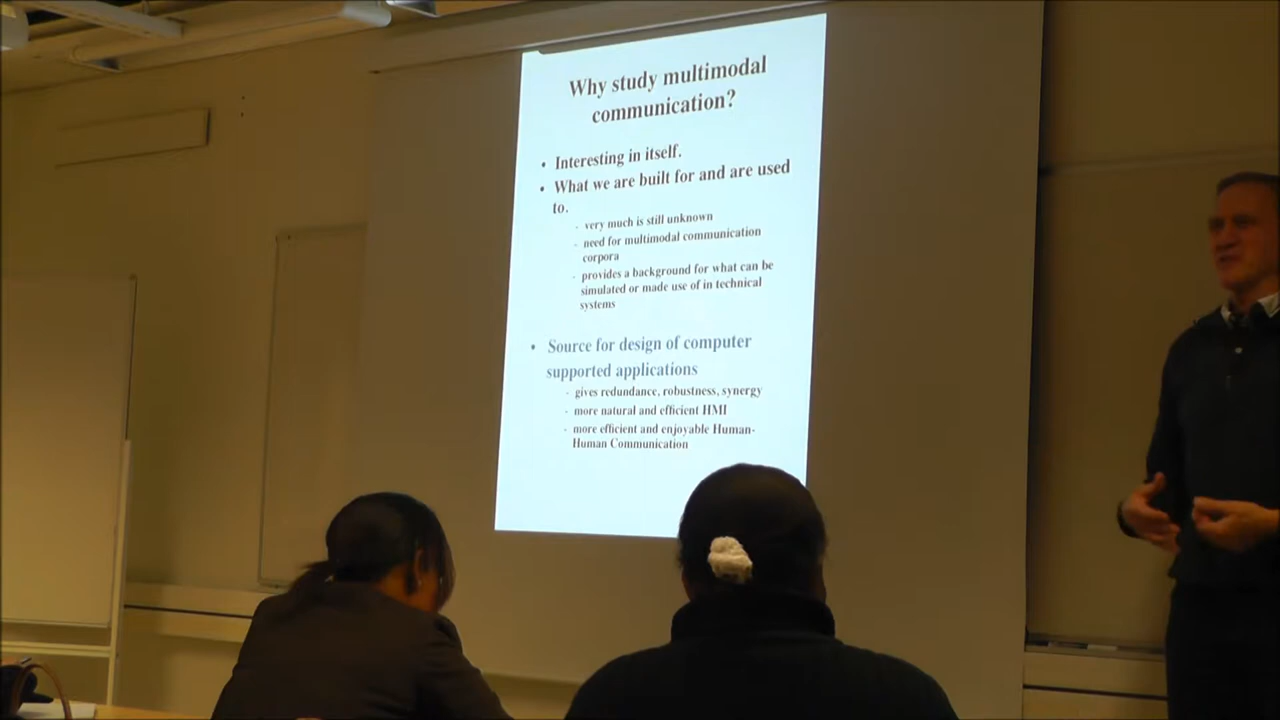 Why study multimodal
communication?
• Interesting in itself.
• What we are built for and are used
to.
- very much is still unknown
- need for multimodal communication
corpora
- provides a background for what can be
simulated or made use of in technical
systems
• Source for design of computer
supported applications
- gives redundance, robustness, synergy
- more natural and efficient HMI
- more efficient and enjoyable Human-
Human Communication